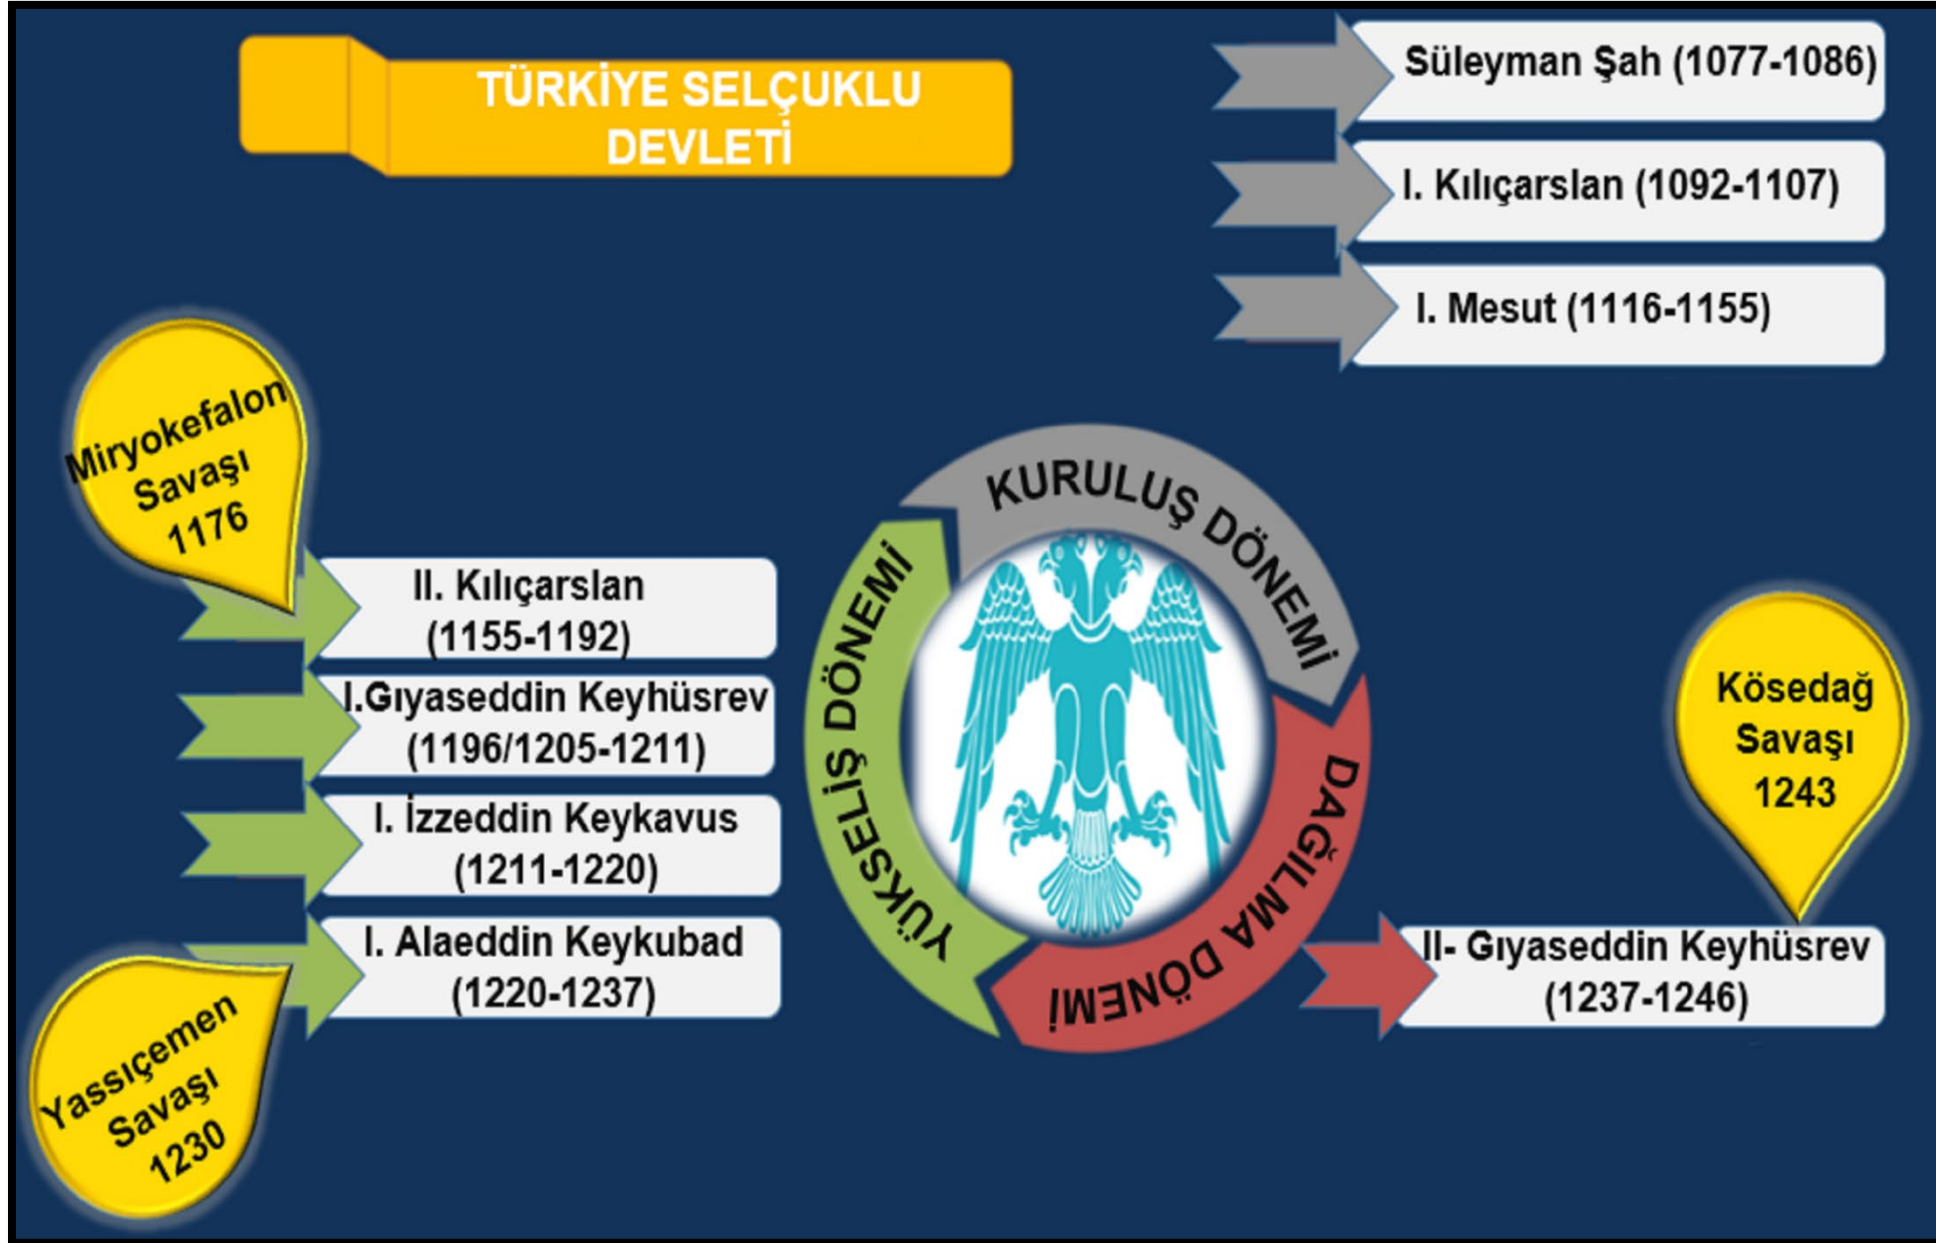 TÜRKİYE SELÇUKLU
DEVLETİ
Süleyman Şah (1077-1086)
I. Kılıçarslan (1092-1107)
I. Mesut (1116-1155)
Miryokefalon
Savaşı
1176
II. Kılıçarslan
(1155-1192)
I.Gıyaseddin Keyhüsrev
(1196/1205-1211)
I. İzzeddin Keykavus
(1211-1220)
I. Alaeddin Keykubad
(1220-1237)
Yassıçemen
Savaşı
1230
KURULUŞ DÖNEMİ
YÜKSELİŞ DÖNEMİ
DAĞILMA DÖNEMİ
Kösedağ
Savaşı
1243
II- Gıyaseddin Keyhüsrev
(1237-1246)